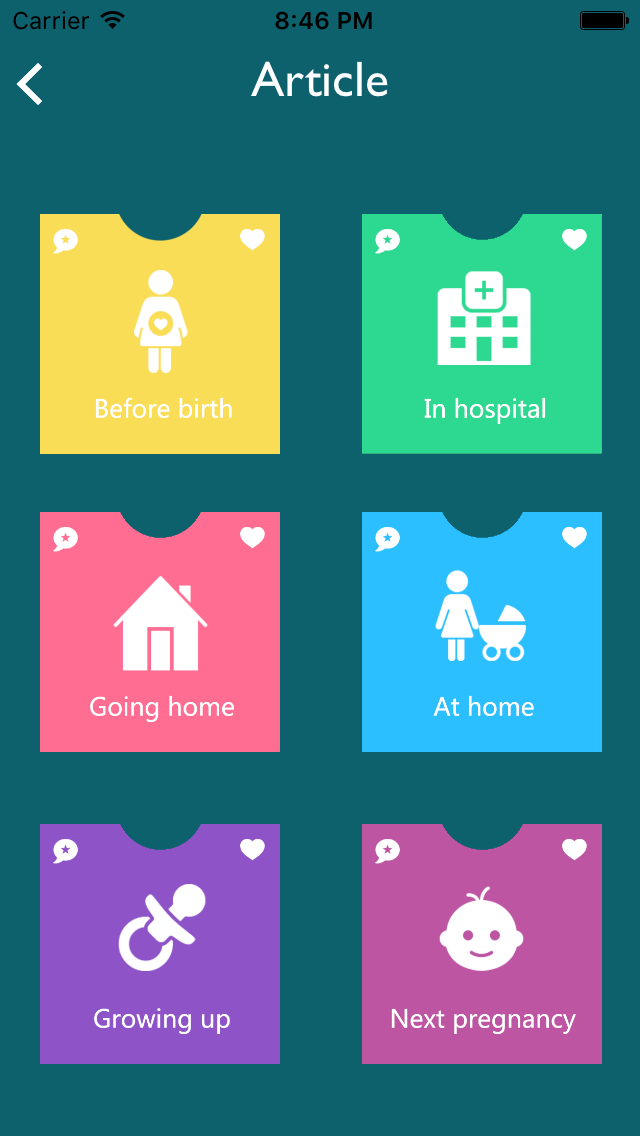 Carrier 8:46 PM
Article
Before birth
In hospital
Going home
At home
Growing up
Next pregnancy